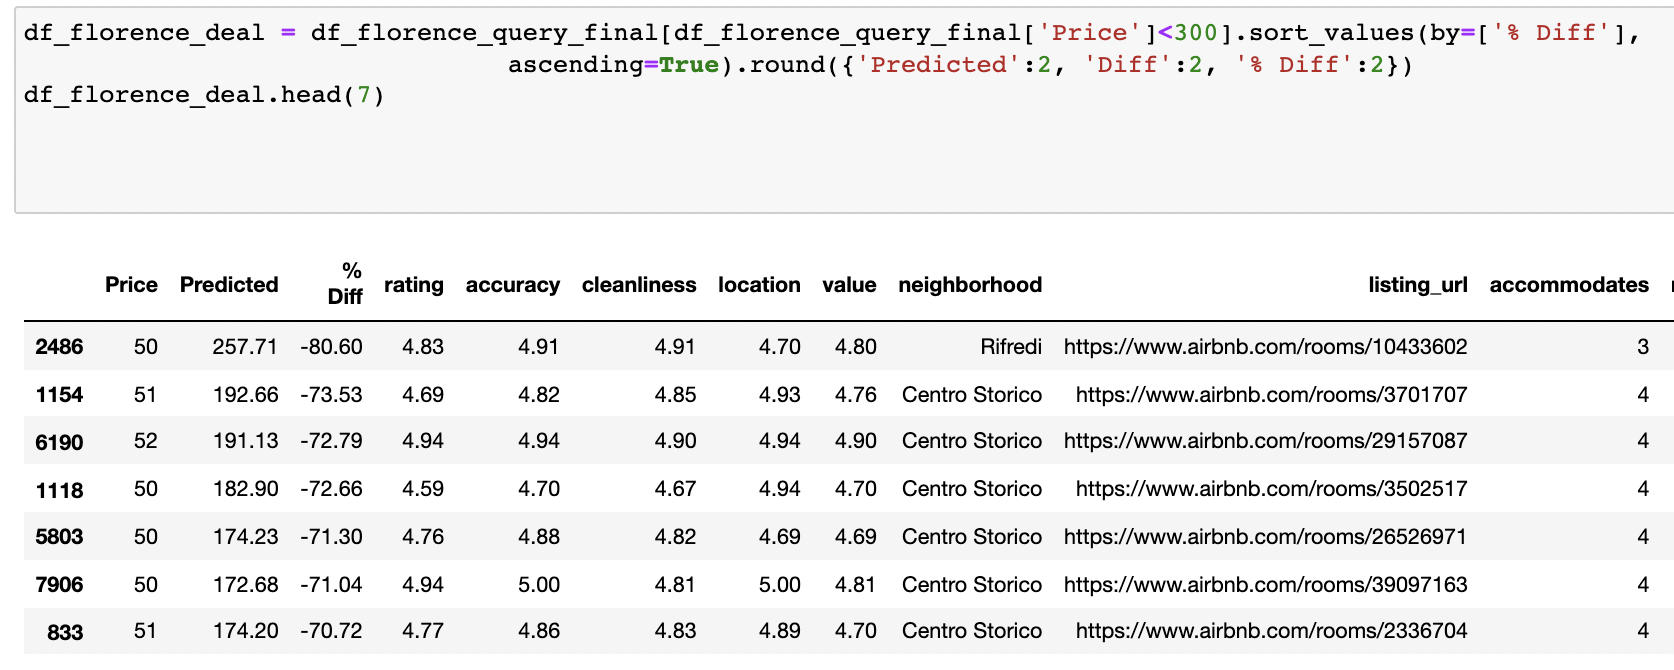 df_florence_deal = df_florence_query_final[df_florence_query_final['Price']<300].sort_values(by=['% Diff'],
ascending=True).round({'Predicted':2, 'Diff':2, '% Diff':2})
df_florence_deal.head(7)
Price Predicted % Diff rating accuracy cleanliness location value neighborhood listing_url accommodates
2486 50 257.71 -80.60 4.83 4.91 4.91 4.70 4.80 Rifredi https://www.airbnb.com/rooms/10433602 3
1154 51 192.66 -73.53 4.69 4.82 4.85 4.93 4.76 Centro Storico https://www.airbnb.com/rooms/3701707 4
6190 52 191.13 -72.79 4.94 4.94 4.90 4.94 4.90 Centro Storico https://www.airbnb.com/rooms/29157087 4
1118 50 182.90 -72.66 4.59 4.70 4.67 4.94 4.70 Centro Storico https://www.airbnb.com/rooms/3502517 4
5803 50 174.23 -71.30 4.76 4.88 4.82 4.69 4.69 Centro Storico https://www.airbnb.com/rooms/26526971 4
7906 50 172.68 -71.04 4.94 5.00 4.81 5.00 4.81 Centro Storico https://www.airbnb.com/rooms/39097163 4
833 51 174.20 -70.72 4.77 4.86 4.83 4.89 4.70 Centro Storico https://www.airbnb.com/rooms/2336704 4